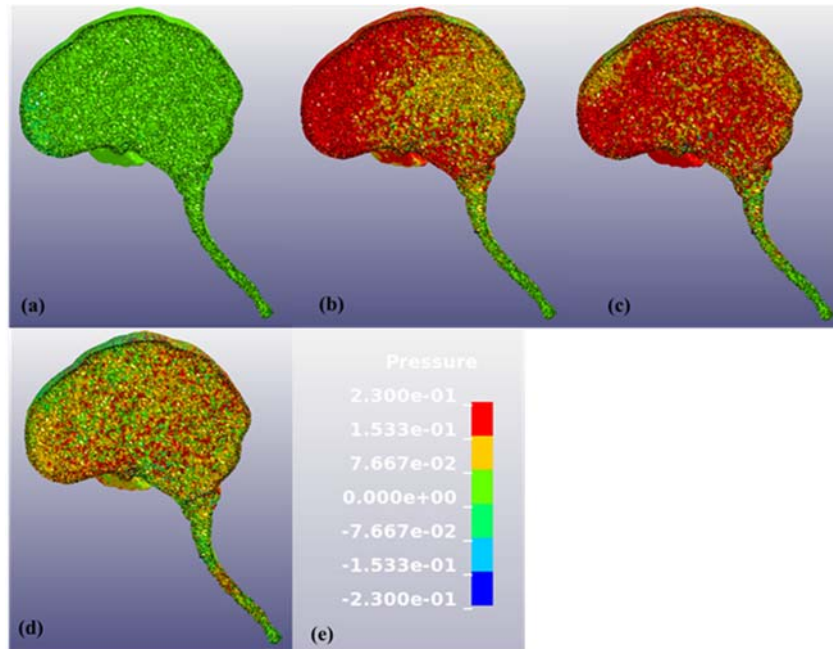 (a)
(b)
(c)
(d)
(e)
Pressure
2.300e-01
1.533e-01
7.667e-02
0.000e+00
-7.667e-02
-1.533e-01
-2.300e-01